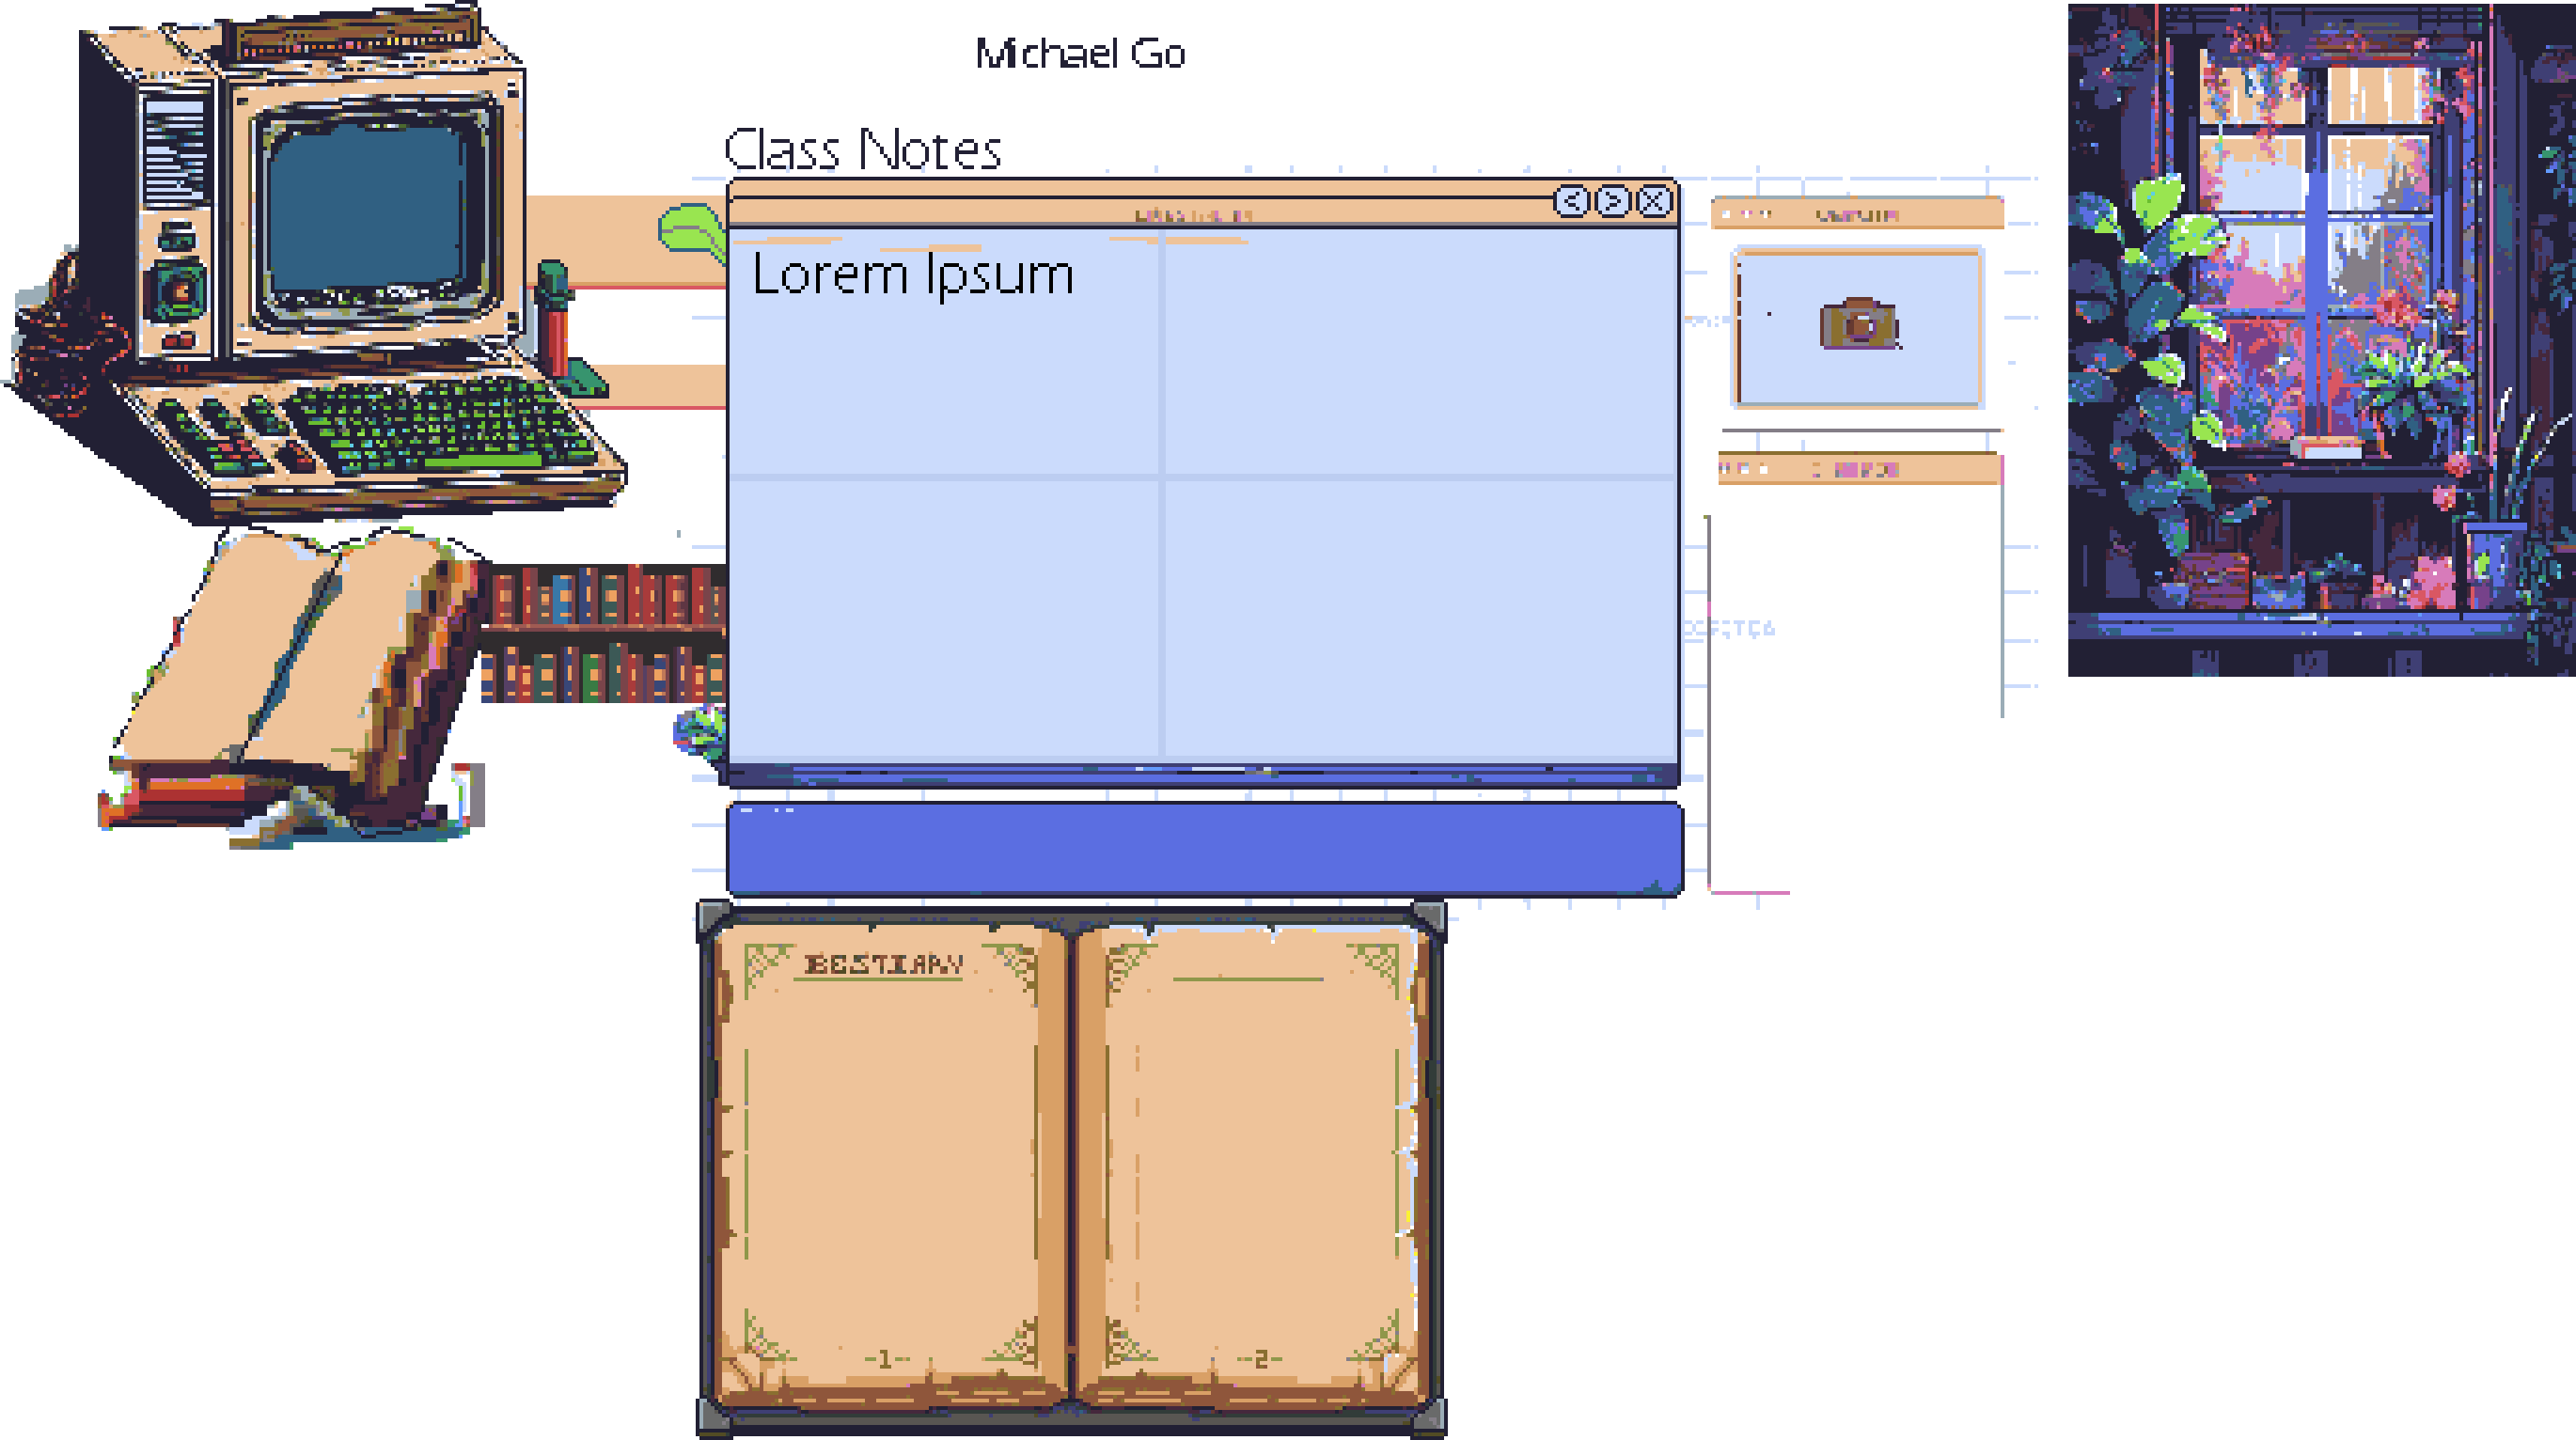 Michael Go
Class Notes
< > X
Lorem Ipsum
BESTIARY
-1-
-2-